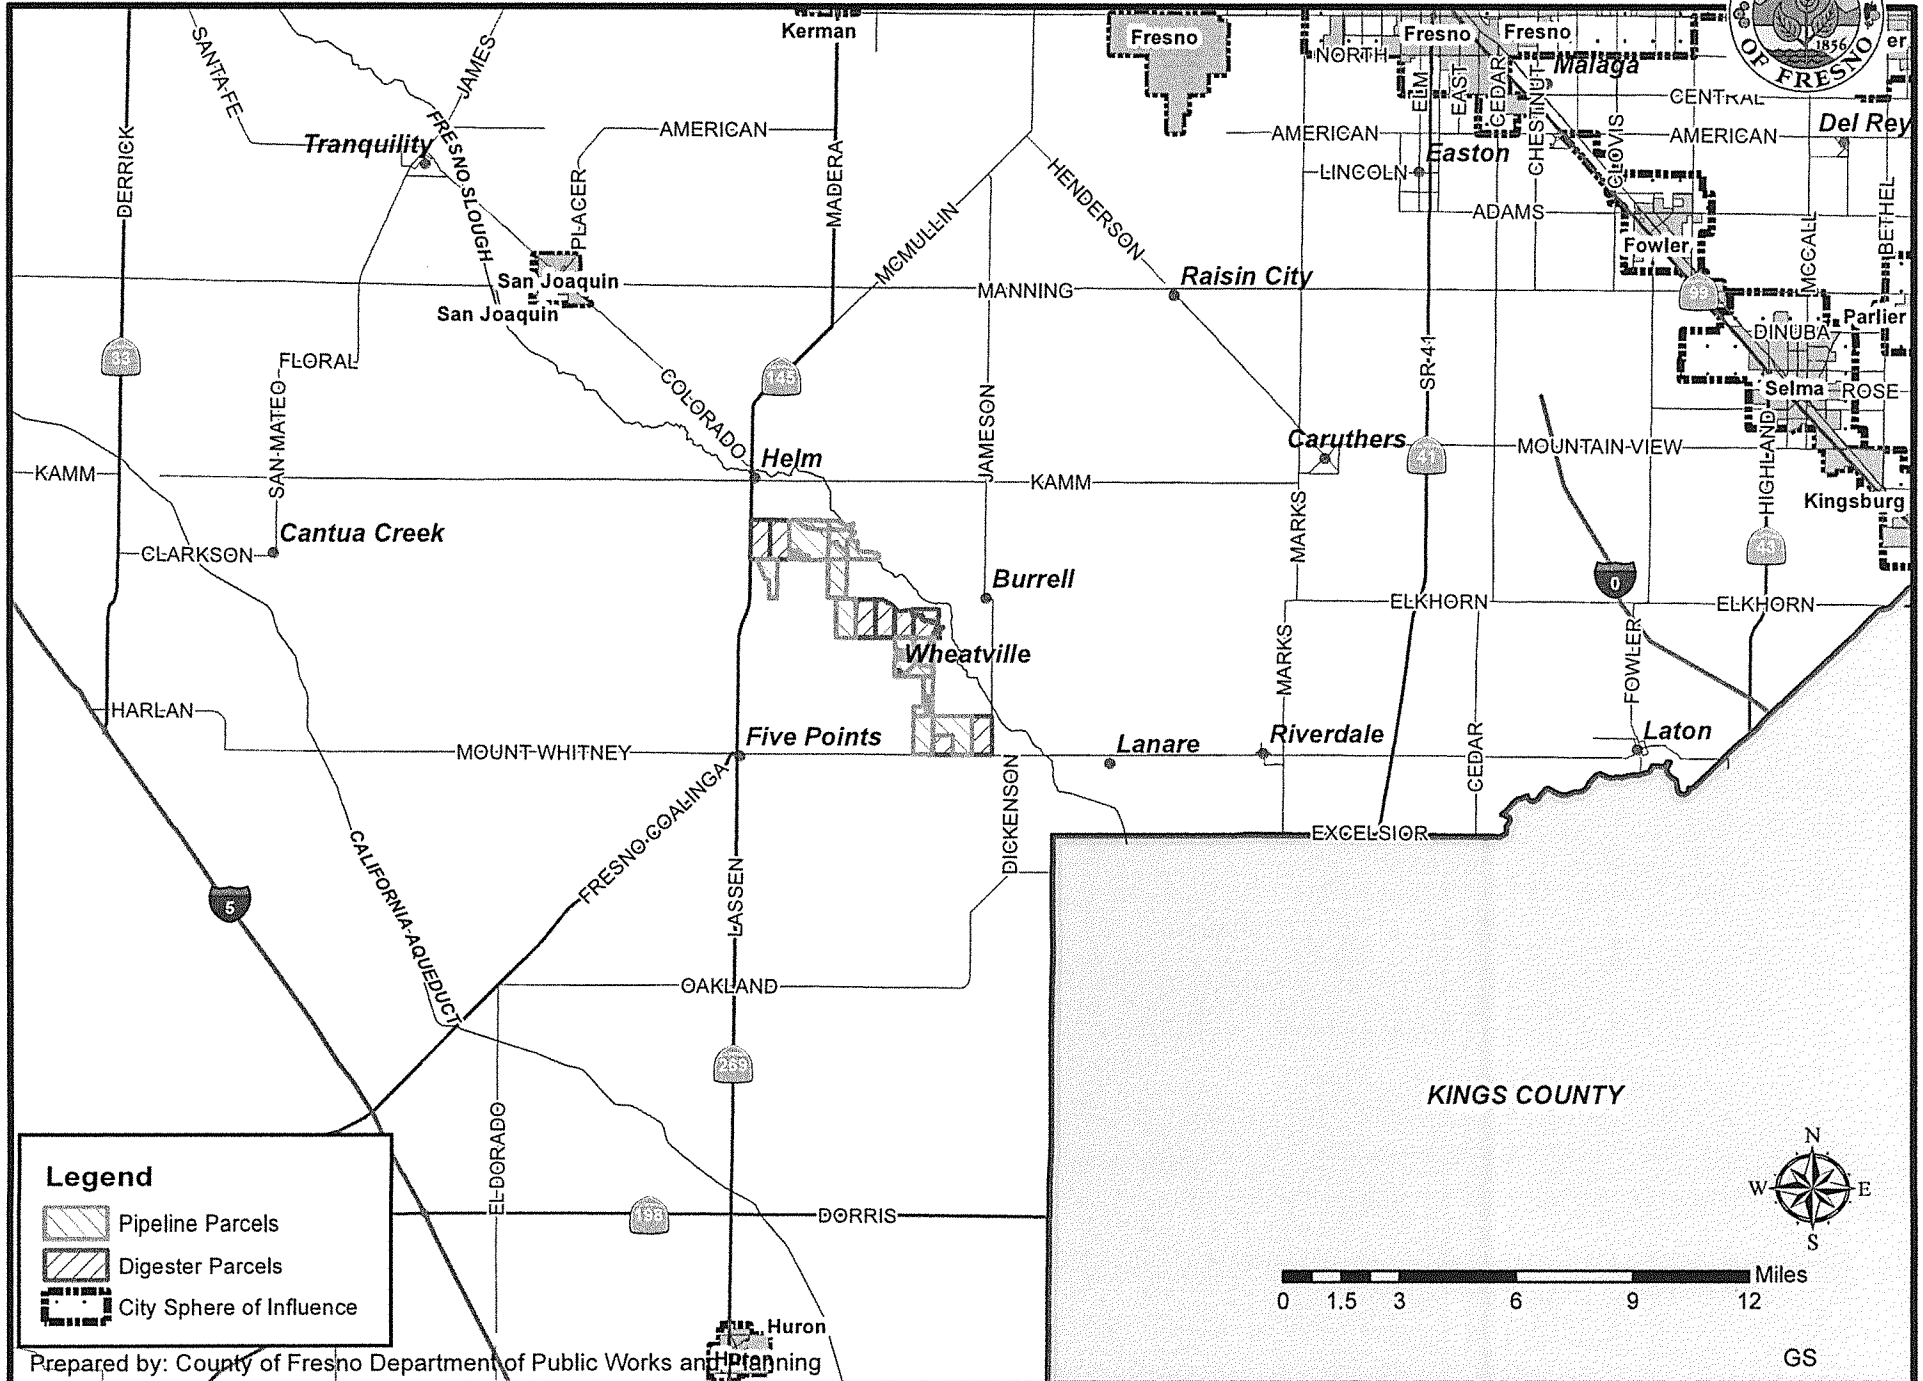 Kerman
Fresno
Fresno
Fresno
er
1856
OF FRESNO
SANTA FE
JAMES
NORTH
Malaga
ELM
EAST
CEDAR
CHESTNUT
CLOVIS
CENTRAL
DERRICK
Tranquility
FRESNO SLOUGH
AMERICAN
MADERA
AMERICAN
AMERICAN
Del Rey
Easton
LINCOLN
PLACER
MCMULLIN
HENDERSON
ADAMS
MCCALL
BETHEL
Fowler
San Joaquin
San Joaquin
MANNING
Raisin City
99
Parlier
DINUBA
33
FLORAL
145
SR-41
COLORADO
JAMESON
Selma
ROSE
SAN MATEO
HIGHLAND
Caruthers
41
MOUNTAIN VIEW
Helm
KAMM
KAMM
MARKS
Kingsburg
Cantua Creek
CLARKSON
43
Burrell
0
ELKHORN
ELKHORN
Wheatville
MARKS
FOWLER
HARLAN
MOUNT WHITNEY
Five Points
Lanare
Riverdale
Laton
CEDAR
DICKENSON
FRESNO-COALINGA
EXCELSIOR
CALIFORNIA AQUEDUCT
LASSEN
5
OAKLAND
269
KINGS COUNTY
EL DORADO
198
DORRIS
N
W E
S
Legend
Pipeline Parcels
Digester Parcels
City Sphere of Influence
Miles
0 1.5 3 6 9 12
Huron
Huron
Prepared by: County of Fresno Department of Public Works and Planning
GS